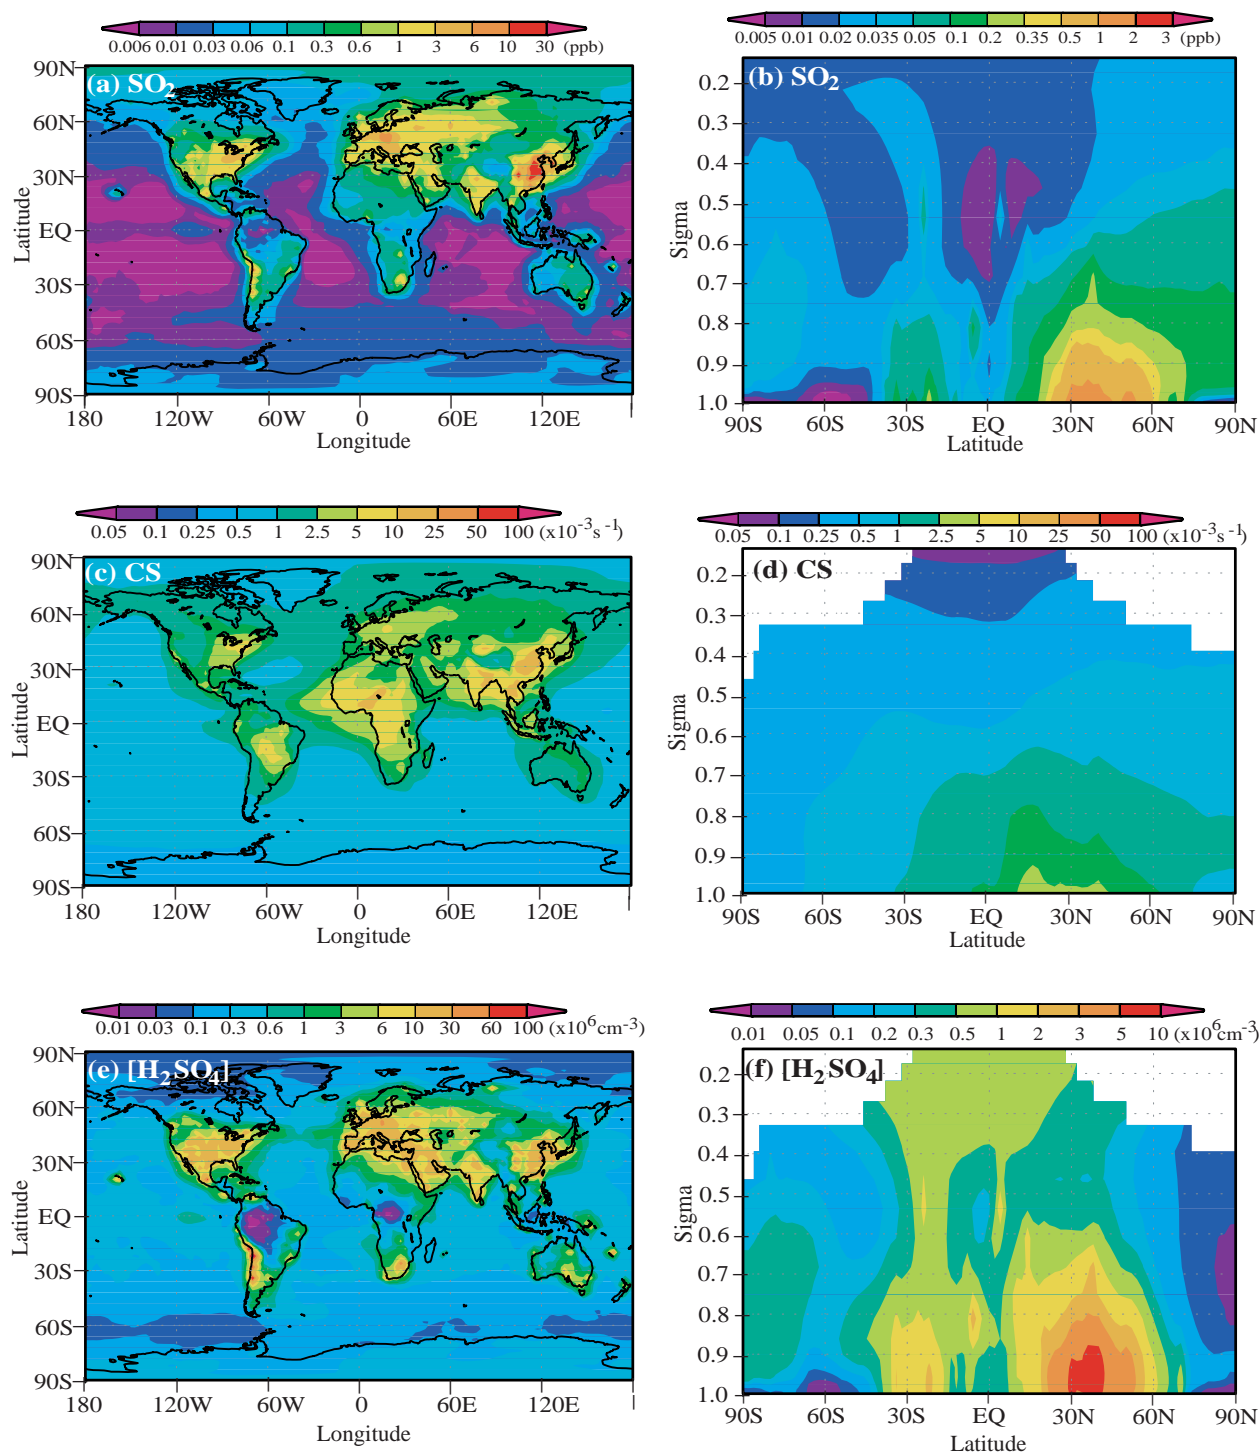 0.006 0.01 0.03 0.06 0.1 0.3 0.6 1 3 6 10 30 (ppb)
90N
60N
30N
EQ
30S
60S
90S
Latitude
(a) SO2
180 120W 60W 0 60E 120E
Longitude
0.005 0.01 0.02 0.035 0.05 0.1 0.2 0.35 0.5 1 2 3 (ppb)
0.2
0.3
0.4
0.5
0.6
0.7
0.8
0.9
1.0
Sigma
(b) SO2
90S 60S 30S EQ 30N 60N 90N
Latitude
0.05 0.1 0.25 0.5 1 2.5 5 10 25 50 100 (x10-3s-1)
90N
60N
30N
EQ
30S
60S
90S
Latitude
(c) CS
180 120W 60W 0 60E 120E
Longitude
0.05 0.1 0.25 0.5 1 2.5 5 10 25 50 100 (x10-3s-1)
0.2
0.3
0.4
0.5
0.6
0.7
0.8
0.9
1.0
Sigma
(d) CS
90S 60S 30S EQ 30N 60N 90N
Latitude
0.01 0.03 0.1 0.3 0.6 1 3 6 10 30 60 100 (x106cm-3)
90N
60N
30N
EQ
30S
60S
90S
Latitude
(e) [H2SO4]
180 120W 60W 0 60E 120E
Longitude
0.01 0.05 0.1 0.2 0.3 0.5 1 2 3 5 10 (x106cm-3)
0.2
0.3
0.4
0.5
0.6
0.7
0.8
0.9
1.0
Sigma
(f) [H2SO4]
90S 60S 30S EQ 30N 60N 90N
Latitude